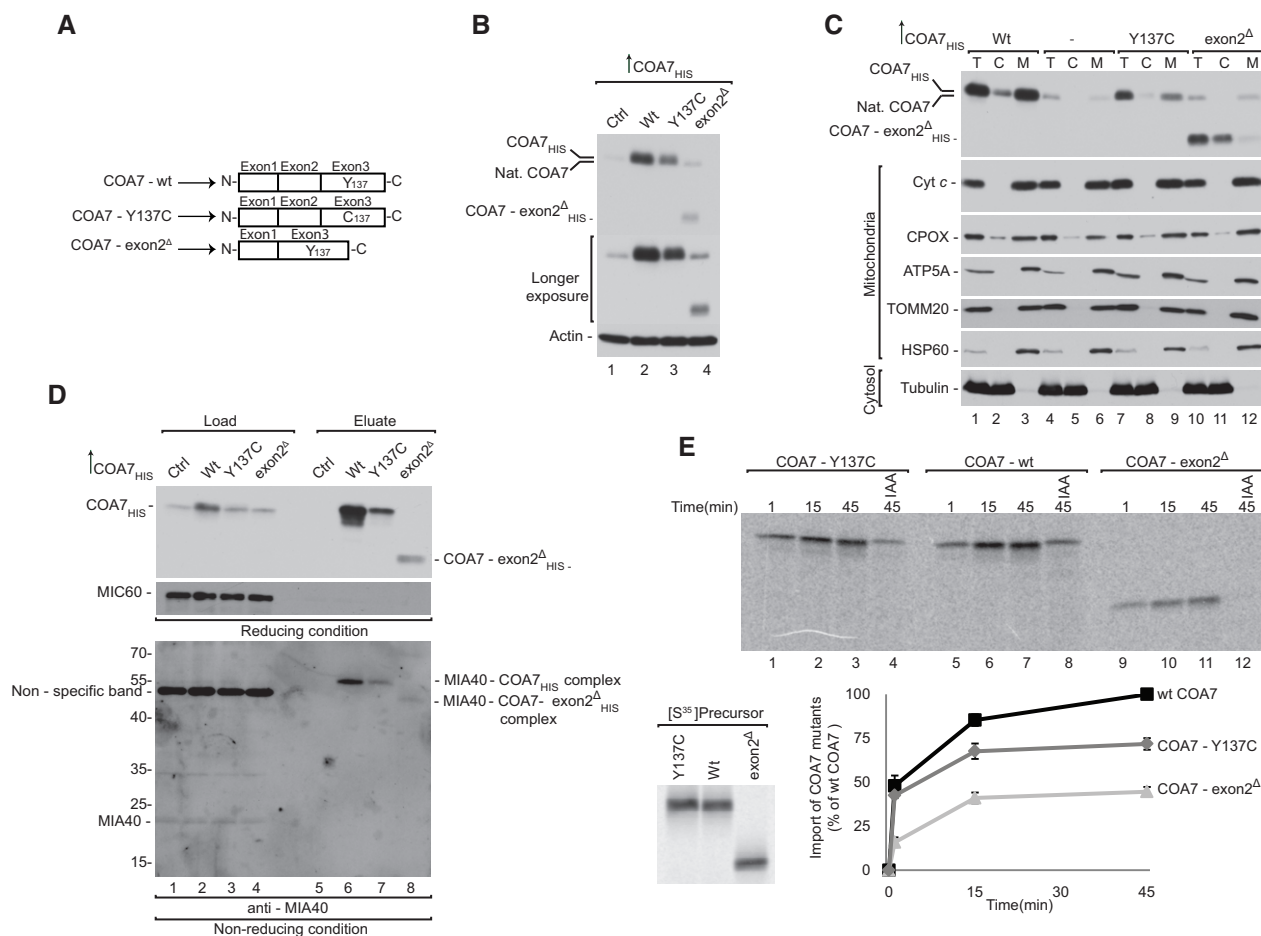 A
Exon1 Exon2 Exon3
COA7 - wt N- Y137 -C
Exon1 Exon2 Exon3
COA7 - Y137C N- C137 -C
Exon1 Exon3
COA7 - exon2Δ N- Y137 -C
B
↑COA7HIS
Ctrl Wt Y137C exon2Δ
COA7HIS
Nat. COA7
COA7 - exon2ΔHIS -
Longer
exposure
Actin -
1 2 3 4
C
↑COA7HIS Wt - Y137C exon2Δ
T C M T C M T C M T C M
COA7HIS
Nat. COA7
COA7 - exon2ΔHIS -
Mitochondria
Cyt c -
CPOX -
ATP5A -
TOMM20 -
HSP60 -
Cytosol
Tubulin -
1 2 3 4 5 6 7 8 9 10 11 12
D
Load Eluate
↑COA7HIS Ctrl Wt Y137C exon2Δ Ctrl Wt Y137C exon2Δ
COA7HIS -
- COA7 - exon2ΔHIS -
MIC60 -
Reducing condition
70-
55-
Non - specific band-
40-
35-
25-
MIA40 -
15-
- MIA40 - COA7HIS complex
- MIA40 - COA7- exon2ΔHIS
complex
1 2 3 4 5 6 7 8
anti - MIA40
Non-reducing condition
E
COA7 - Y137C COA7 - wt COA7 - exon2Δ
IAA IAA IAA
Time(min) 1 15 45 45 1 15 45 45 1 15 45 45
1 2 3 4 5 6 7 8 9 10 11 12
[S35]Precursor
Y137C Wt exon2Δ
Import of COA7 mutants
(% of wt COA7 )
100
75
50
25
0
0 15 30 45
Time(min)
wt COA7
COA7 - Y137C
COA7 - exon2Δ